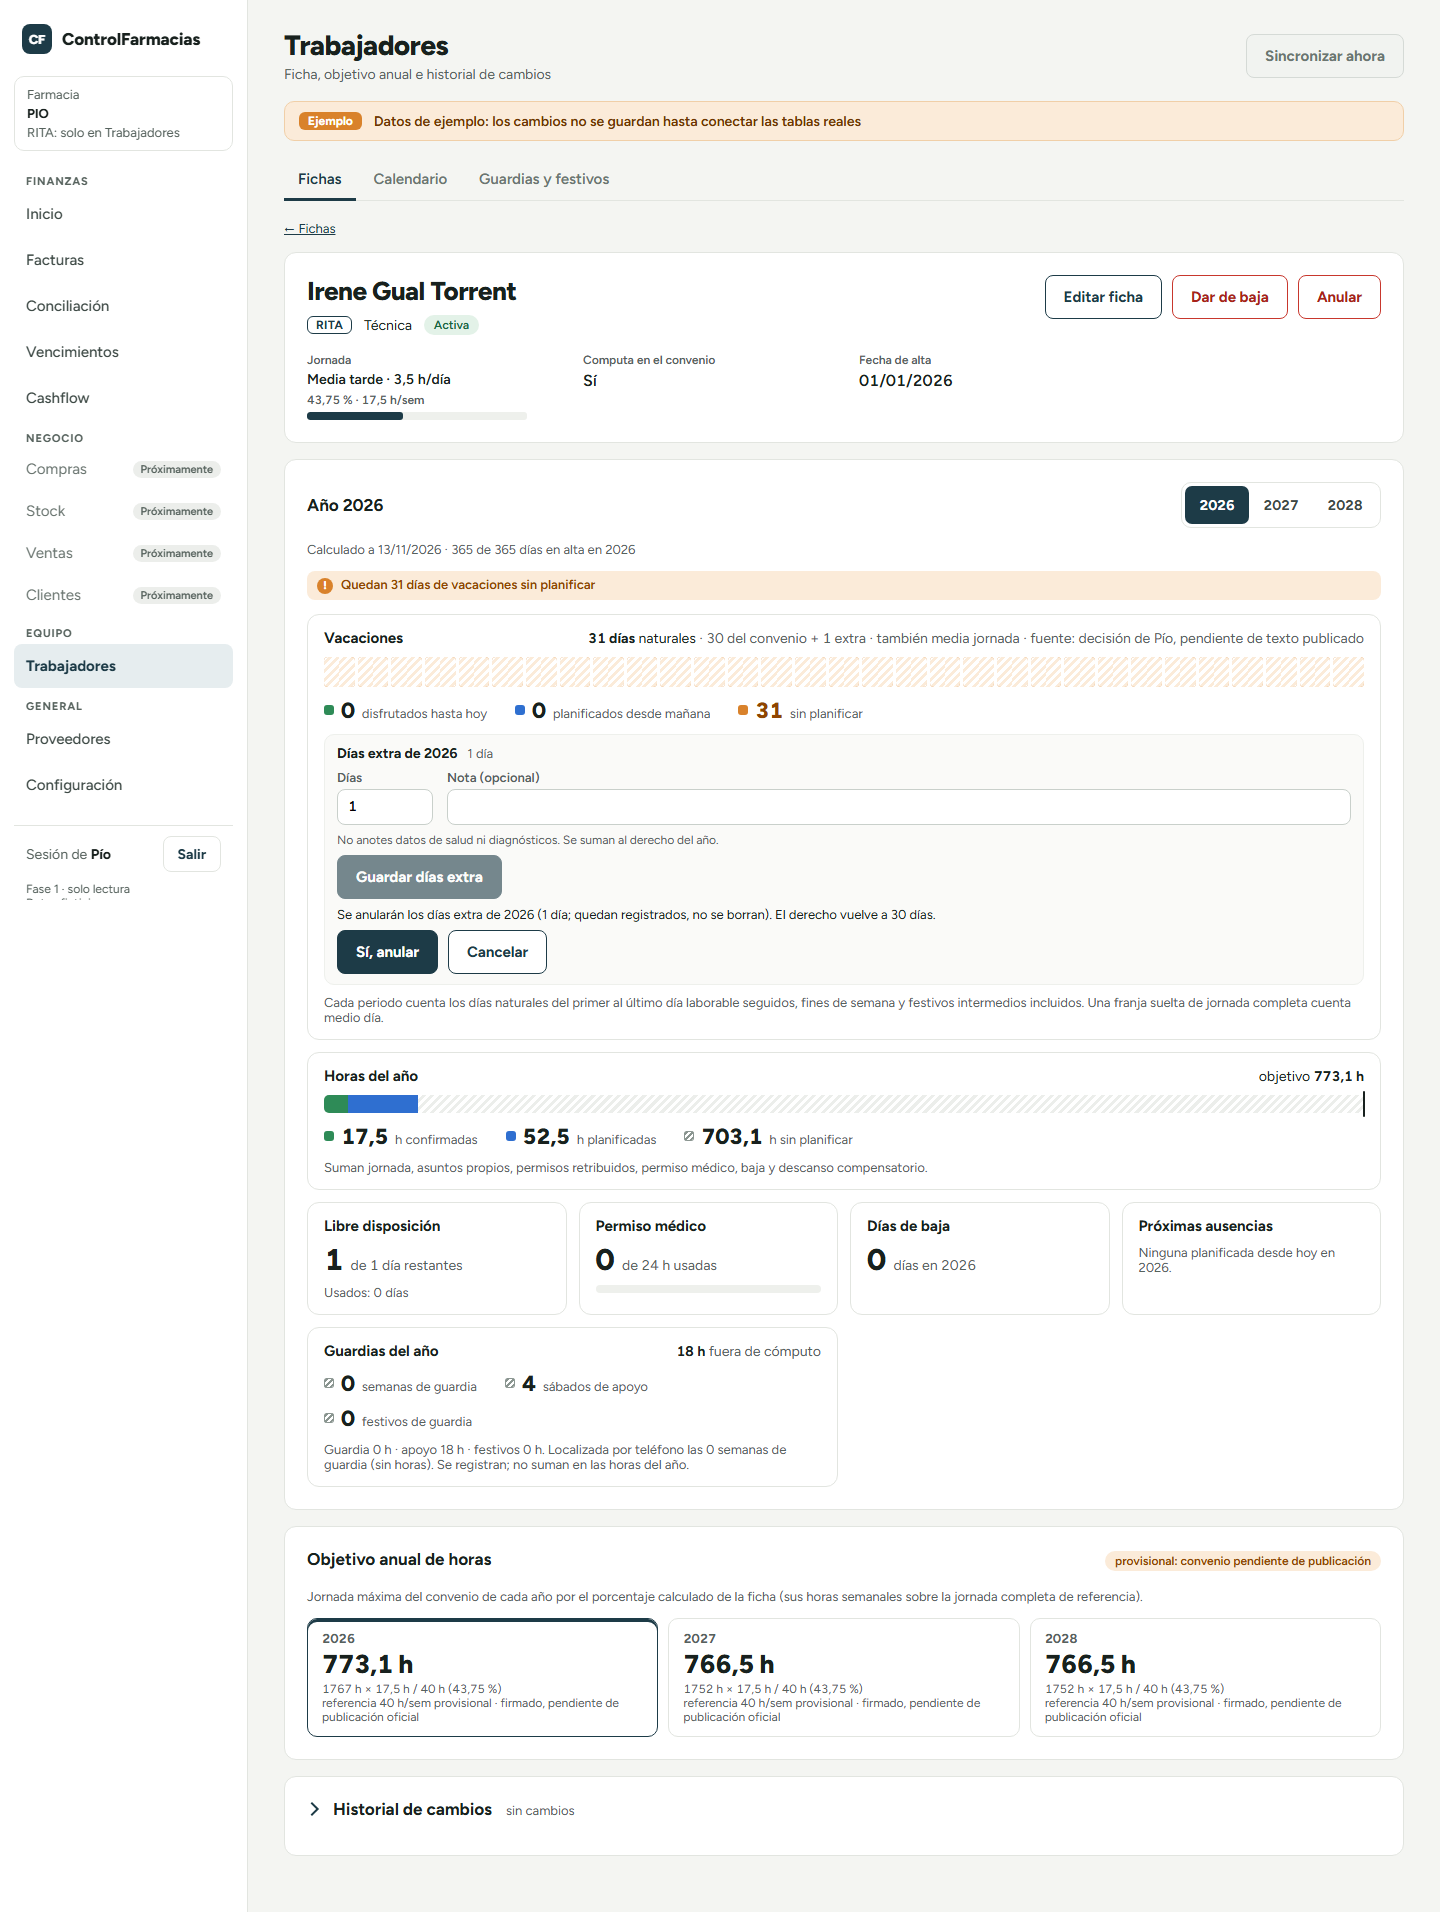 CF ControlFarmacias
Farmacia
PIO
RITA: solo en Trabajadores
FINANZAS
Inicio
Facturas
Conciliación
Vencimientos
Cashflow
NEGOCIO
Compras Próximamente
Stock Próximamente
Ventas Próximamente
Clientes Próximamente
EQUIPO
Trabajadores
GENERAL
Proveedores
Configuración
Sesión de Pío Salir
Fase 1 · solo lectura
Trabajadores
Ficha, objetivo anual e historial de cambios
Sincronizar ahora
Ejemplo Datos de ejemplo: los cambios no se guardan hasta conectar las tablas reales
Fichas Calendario Guardias y festivos
← Fichas
Irene Gual Torrent
Editar ficha Dar de baja Anular
RITA Técnica Activa
Jornada Computa en el convenio Fecha de alta
Media tarde · 3,5 h/día Sí 01/01/2026
43,75 % · 17,5 h/sem
Año 2026 2026 2027 2028
Calculado a 13/11/2026 · 365 de 365 días en alta en 2026
! Quedan 31 días de vacaciones sin planificar
Vacaciones 31 días naturales · 30 del convenio + 1 extra · también media jornada · fuente: decisión de Pío, pendiente de texto publicado
0 disfrutados hasta hoy 0 planificados desde mañana 31 sin planificar
Días extra de 2026 1 día
Días Nota (opcional)
1
No anotes datos de salud ni diagnósticos. Se suman al derecho del año.
Guardar días extra
Se anularán los días extra de 2026 (1 día; quedan registrados, no se borran). El derecho vuelve a 30 días.
Sí, anular Cancelar
Cada periodo cuenta los días naturales del primer al último día laborable seguidos, fines de semana y festivos intermedios incluidos. Una franja suelta de jornada completa cuenta
medio día.
Horas del año objetivo 773,1 h
17,5 h confirmadas 52,5 h planificadas 703,1 h sin planificar
Suman jornada, asuntos propios, permisos retribuidos, permiso médico, baja y descanso compensatorio.
Libre disposición
1 de 1 día restantes
Usados: 0 días
Permiso médico
0 de 24 h usadas
Días de baja
0 días en 2026
Próximas ausencias
Ninguna planificada desde hoy en
2026.
Guardias del año 18 h fuera de cómputo
0 semanas de guardia 4 sábados de apoyo
0 festivos de guardia
Guardia 0 h · apoyo 18 h · festivos 0 h. Localizada por teléfono las 0 semanas de
guardia (sin horas). Se registran; no suman en las horas del año.
Objetivo anual de horas provisional: convenio pendiente de publicación
Jornada máxima del convenio de cada año por el porcentaje calculado de la ficha (sus horas semanales sobre la jornada completa de referencia).
2026
773,1 h
1767 h × 17,5 h / 40 h (43,75 %)
referencia 40 h/sem provisional · firmado, pendiente de
publicación oficial
2027
766,5 h
1752 h × 17,5 h / 40 h (43,75 %)
referencia 40 h/sem provisional · firmado, pendiente de
publicación oficial
2028
766,5 h
1752 h × 17,5 h / 40 h (43,75 %)
referencia 40 h/sem provisional · firmado, pendiente de
publicación oficial
Historial de cambios sin cambios